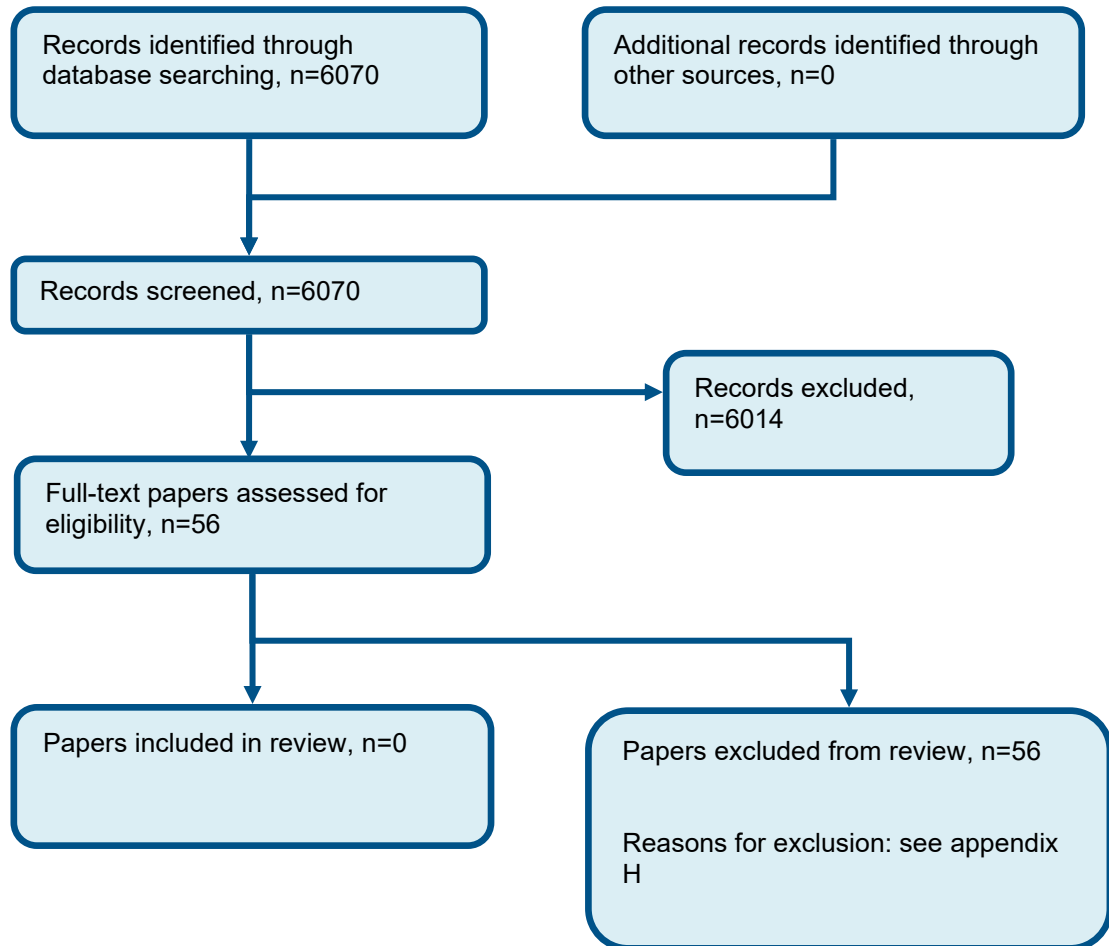 Records identified through
database searching, n=6070
Additional records identified through
other sources, n=0
Records screened, n=6070
Records excluded,
n=6014
Full-text papers assessed for
eligibility, n=56
Papers included in review, n=0
Papers excluded from review, n=56
Reasons for exclusion: see appendix
H